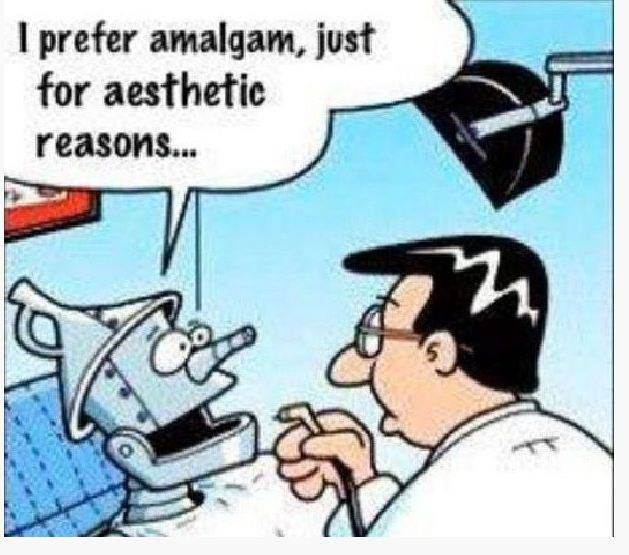 I prefer amalgam, just
for aesthetic
reasons...